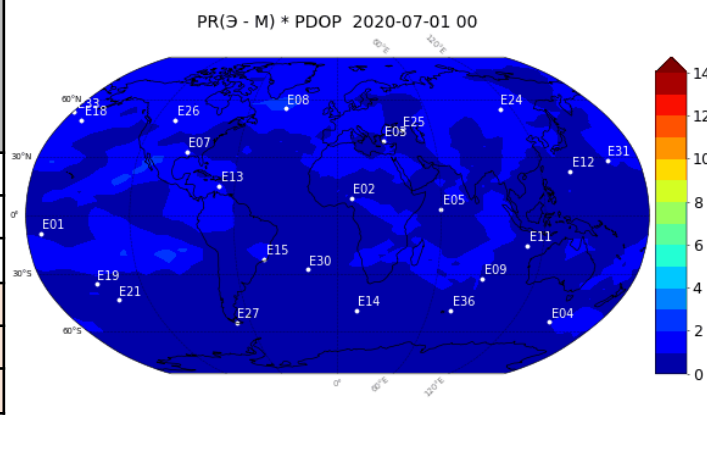 PR(Э - M) * PDOP 2020-07-01 00
60°E 120°E
14
12
10
8
6
4
2
0
60°N
30°N
0°
30°S
60°S
E33
E18
E26
E08
E24
E25
E03
E07
E31
E12
E13
E02
E05
E01
E11
E15
E30
E09
E19
E21
E14
E36
E27
E04
0° 60°E 120°E